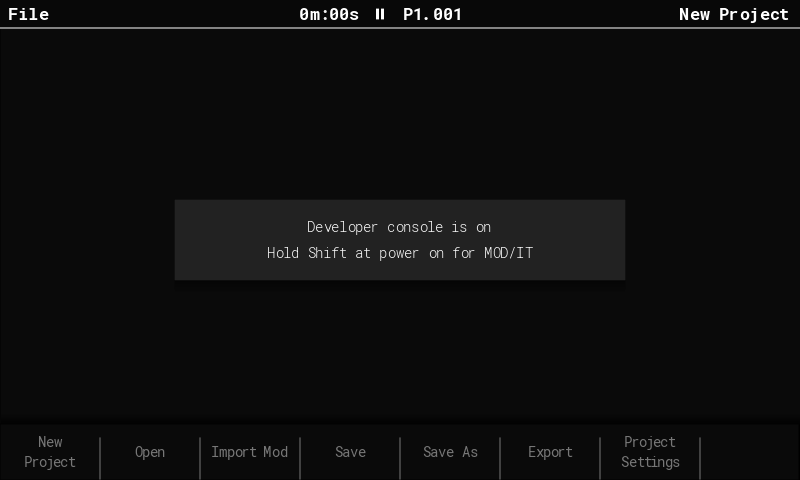 File 0m:00s P1.001 New Project
Developer console is on
Hold Shift at power on for MOD/IT
New Project
Open
Import Mod
Save
Save As
Export
Project Settings